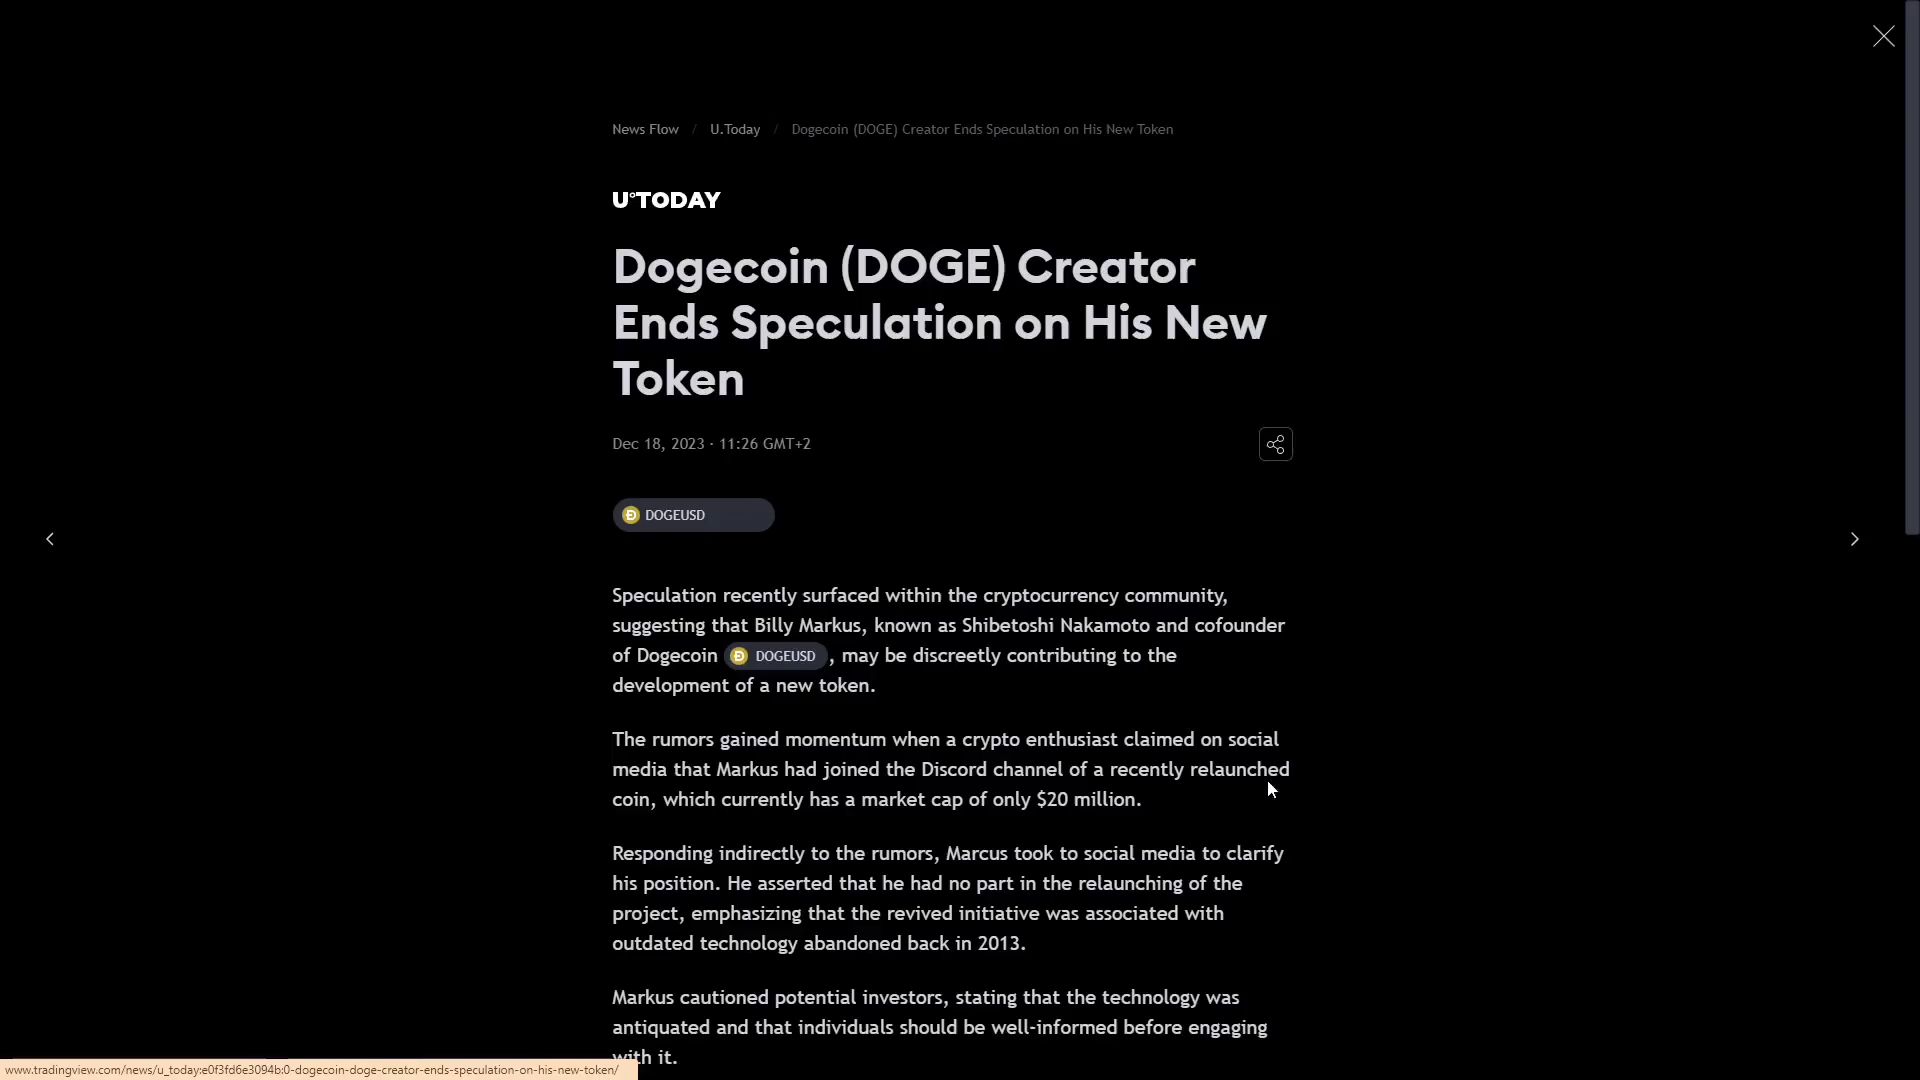 News Flow / U.Today / Dogecoin (DOGE) Creator Ends Speculation on His New Token
U°TODAY
Dogecoin (DOGE) Creator
Ends Speculation on His New
Token
Dec 18, 2023 · 11:26 GMT+2
DOGEUSD
Speculation recently surfaced within the cryptocurrency community,
suggesting that Billy Markus, known as Shibetoshi Nakamoto and cofounder
of Dogecoin DOGEUSD , may be discreetly contributing to the
development of a new token.
The rumors gained momentum when a crypto enthusiast claimed on social
media that Markus had joined the Discord channel of a recently relaunched
coin, which currently has a market cap of only $20 million.
Responding indirectly to the rumors, Marcus took to social media to clarify
his position. He asserted that he had no part in the relaunching of the
project, emphasizing that the revived initiative was associated with
outdated technology abandoned back in 2013.
Markus cautioned potential investors, stating that the technology was
antiquated and that individuals should be well-informed before engaging
with it.
www.tradingview.com/news/u_today:e0f3fd6e3094b:0-dogecoin-doge-creator-ends-speculation-on-his-new-token/